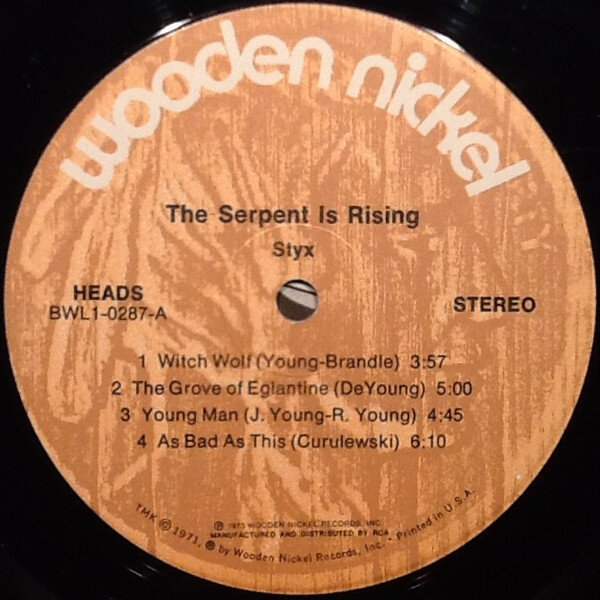 wooden nickel
The Serpent Is Rising
Styx
HEADS
BWL1-0287-A
STEREO
1 Witch Wolf (Young-Brandle) 3:57
2 The Grove of Eglantine (DeYoung) 5:00
3 Young Man (J. Young-R. Young) 4:45
4 As Bad As This (Curulewski) 6:10
℗ 1973 WOODEN NICKEL RECORDS, INC.
MANUFACTURED AND DISTRIBUTED BY RCA
TMK © 1971, ℗ by Wooden Nickel Records, Inc. - Printed in U.S.A.